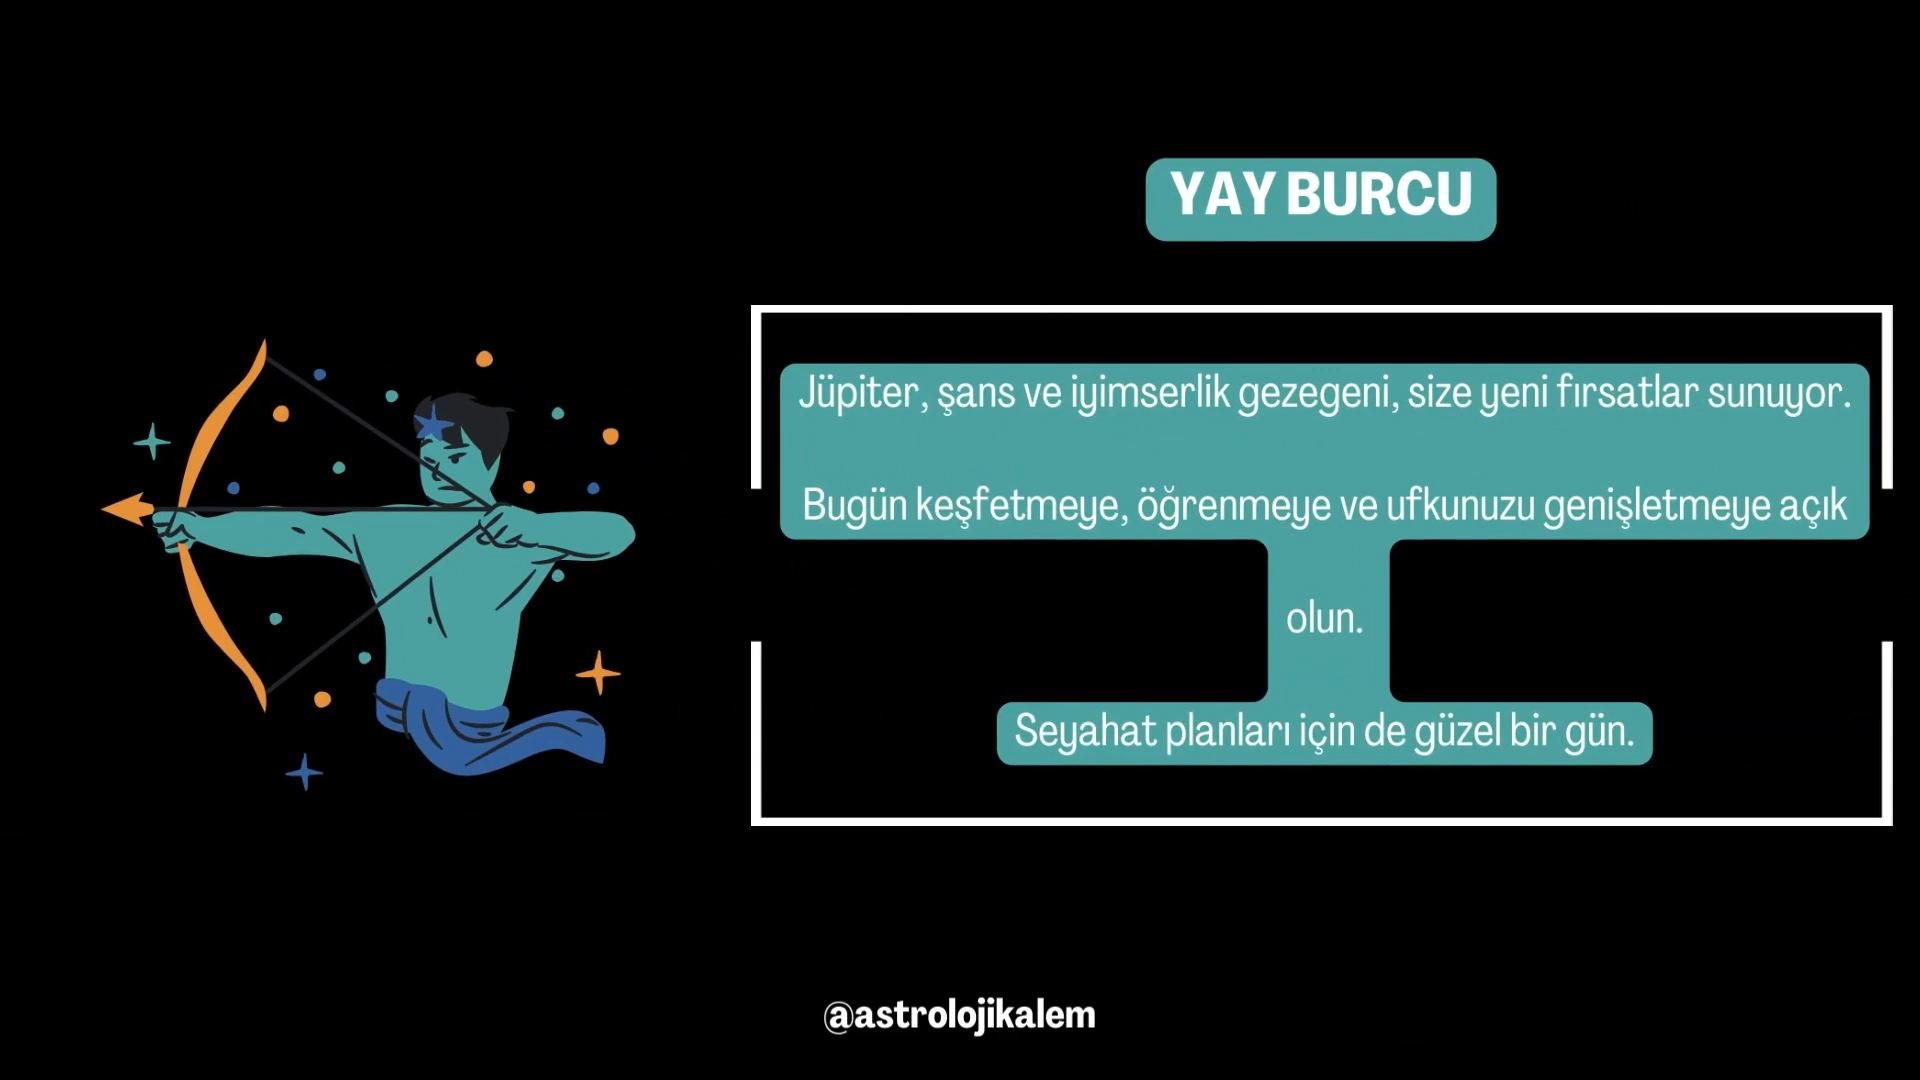 YAY BURCU
Jüpiter, şans ve iyimserlik gezegeni, size yeni fırsatlar sunuyor.
Bugün keşfetmeye, öğrenmeye ve ufkunuzu genişletmeye açık
olun.
Seyahat planları için de güzel bir gün.
@astrolojikalem